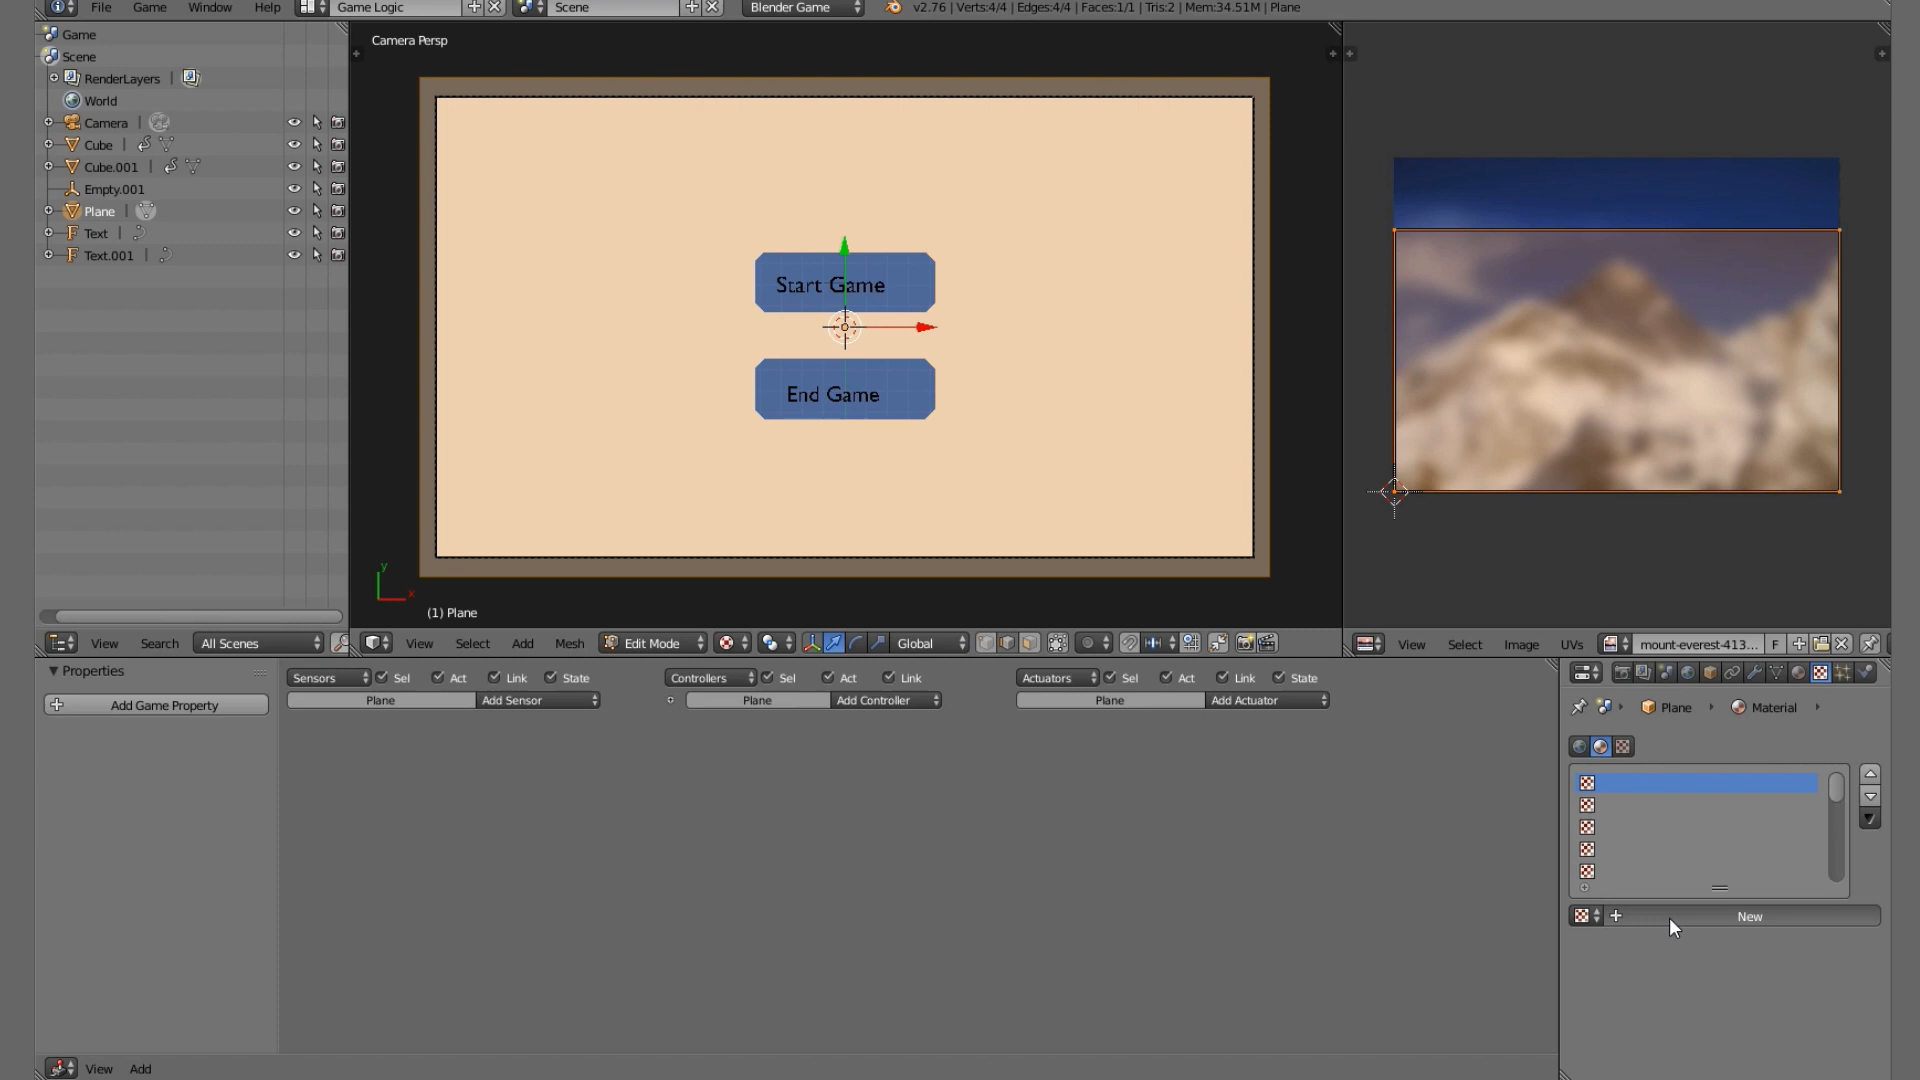 File Game Window Help Game Logic Scene Blender Game v2.76 | Verts:4/4 | Edges:4/4 | Faces:1/1 | Tris:2 | Mem:34.51M | Plane
Game
Scene
RenderLayers
World
Camera
Cube
Cube.001
Empty.001
Plane
Text
Text.001
Camera Persp
Start Game
End Game
y
x
(1) Plane
View Search All Scenes
View Select Add Mesh Edit Mode Global
View Select Image UVs mount-everest-413... F
Properties
Add Game Property
Sensors Sel Act Link State Controllers Sel Act Link Actuators Sel Act Link State
Plane Add Sensor Plane Add Controller Plane Add Actuator
Plane Material
New
View Add